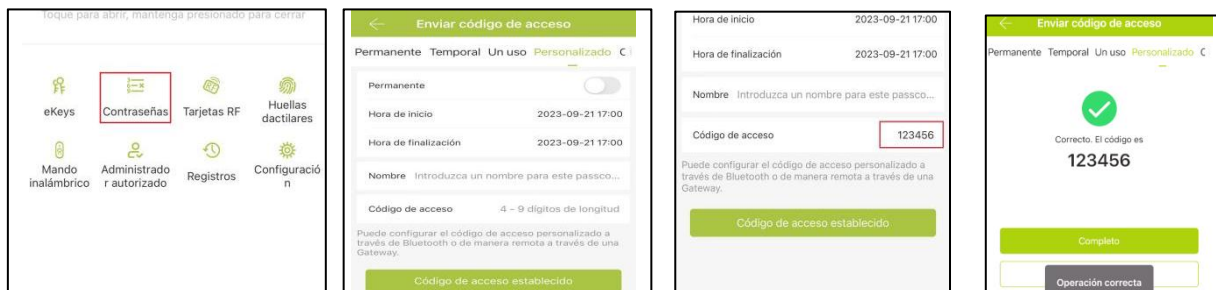 Toque para abrir, mantenga presionado para cerrar
eKeys
Contraseñas
Tarjetas RF
Huellas
dactilares
Mando
inalámbrico
Administrado
r autorizado
Registros
Configuració
n
Enviar código de acceso
Permanente Temporal Un uso Personalizado C
Permanente
Hora de inicio 2023-09-21 17:00
Hora de finalización 2023-09-21 17:00
Nombre Introduzca un nombre para este passco...
Código de acceso 4 - 9 dígitos de longitud
Puede configurar el código de acceso personalizado a
través de Bluetooth o de manera remota a través de una
Gateway.
Código de acceso establecido
Hora de inicio 2023-09-21 17:00
Hora de finalización 2023-09-21 17:00
Nombre Introduzca un nombre para este passco...
Código de acceso 123456
Puede configurar el código de acceso personalizado a
través de Bluetooth o de manera remota a través de una
Gateway.
Código de acceso establecido
Enviar código de acceso
Permanente Temporal Un uso Personalizado C
Correcto. El código es
123456
Completo
Operación correcta